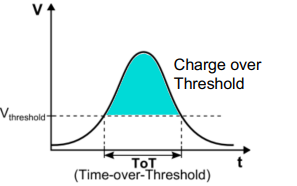 V
Charge over
Threshold
Vthreshold
ToT
t
(Time-over-Threshold)